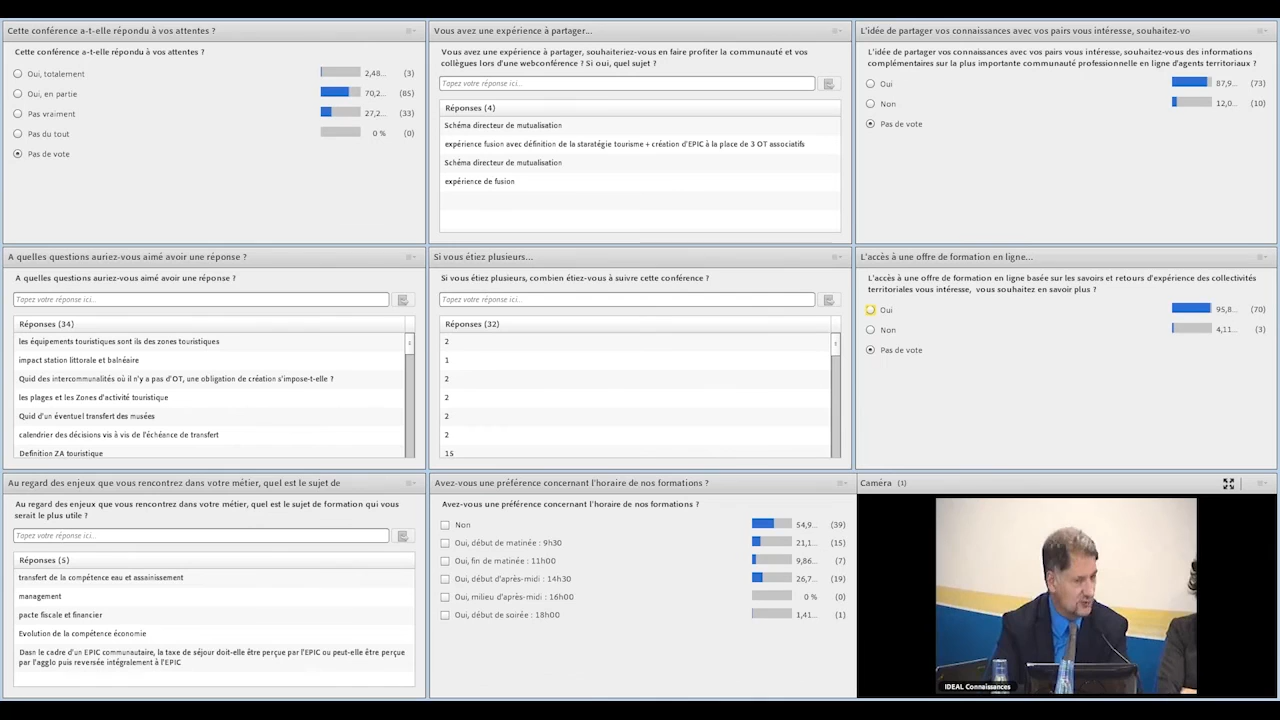 Cette conférence a-t-elle répondu à vos attentes ?
Cette conférence a-t-elle répondu à vos attentes ?
Oui, totalement 2,48... (3)
Oui, en partie 70,2... (85)
Pas vraiment 27,2... (33)
Pas du tout 0 % (0)
Pas de vote
Vous avez une expérience à partager...
Vous avez une expérience à partager, souhaiteriez-vous en faire profiter la communauté et vos
collègues lors d'une webconférence ? Si oui, quel sujet ?
Tapez votre réponse ici...
Réponses (4)
Schéma directeur de mutualisation
expérience fusion avec définition de la staratégie tourisme + création d'EPIC à la place de 3 OT associatifs
Schéma directeur de mutualisation
expérience de fusion
L'idée de partager vos connaissances avec vos pairs vous intéresse, souhaitez-vo
L'idée de partager vos connaissances avec vos pairs vous intéresse, souhaitez-vous des informations
complémentaires sur la plus importante communauté professionnelle en ligne d'agents territoriaux ?
Oui 87,9... (73)
Non 12,0... (10)
Pas de vote
A quelles questions auriez-vous aimé avoir une réponse ?
A quelles questions auriez-vous aimé avoir une réponse ?
Tapez votre réponse ici...
Réponses (34)
les équipements touristiques sont ils des zones touristiques
impact station littorale et balnéaire
Quid des intercommunalités où il n'y a pas d'OT, une obligation de création s'impose-t-elle ?
les plages et les Zones d'activité touristique
Quid d'un éventuel transfert des musées
calendrier des décisions vis à vis de l'échéance de transfert
Definition ZA touristique
Si vous étiez plusieurs...
Si vous étiez plusieurs, combien étiez-vous à suivre cette conférence ?
Tapez votre réponse ici...
Réponses (32)
2
1
2
2
2
2
15
L'accès à une offre de formation en ligne...
L'accès à une offre de formation en ligne basée sur les savoirs et retours d'expérience des collectivités
territoriales vous intéresse, vous souhaitez en savoir plus ?
Oui 95,8... (70)
Non 4,11... (3)
Pas de vote
Au regard des enjeux que vous rencontrez dans votre métier, quel est le sujet de
Au regard des enjeux que vous rencontrez dans votre métier, quel est le sujet de formation qui vous
serait le plus utile ?
Tapez votre réponse ici...
Réponses (5)
transfert de la compétence eau et assainissement
management
pacte fiscale et financier
Evolution de la compétence économie
Dasn le cadre d'un EPIC communautaire, la taxe de séjour doit-elle être perçue par l'EPIC ou peut-elle être perçue
par l'agglo puis reversée intégralement à l'EPIC
Avez-vous une préférence concernant l'horaire de nos formations ?
Avez-vous une préférence concernant l'horaire de nos formations ?
Non 54,9... (39)
Oui, début de matinée : 9h30 21,1... (15)
Oui, fin de matinée : 11h00 9,86... (7)
Oui, début d'après-midi : 14h30 26,7... (19)
Oui, milieu d'après-midi : 16h00 0 % (0)
Oui, début de soirée : 18h00 1,41... (1)
Caméra (1)
IDEAL Connaissances